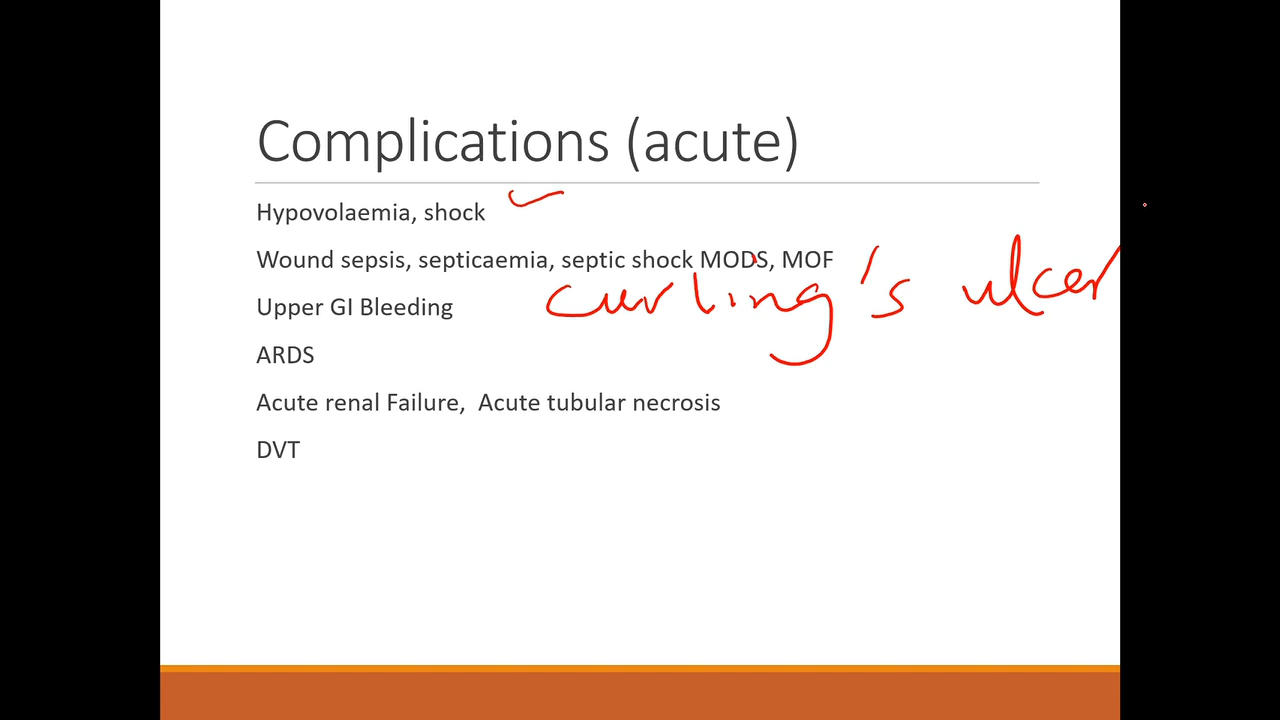 Complications (acute)
Hypovolaemia, shock
Wound sepsis, septicaemia, septic shock MODS, MOF
Upper GI Bleeding
curling's ulcer
ARDS
Acute renal Failure,  Acute tubular necrosis
DVT